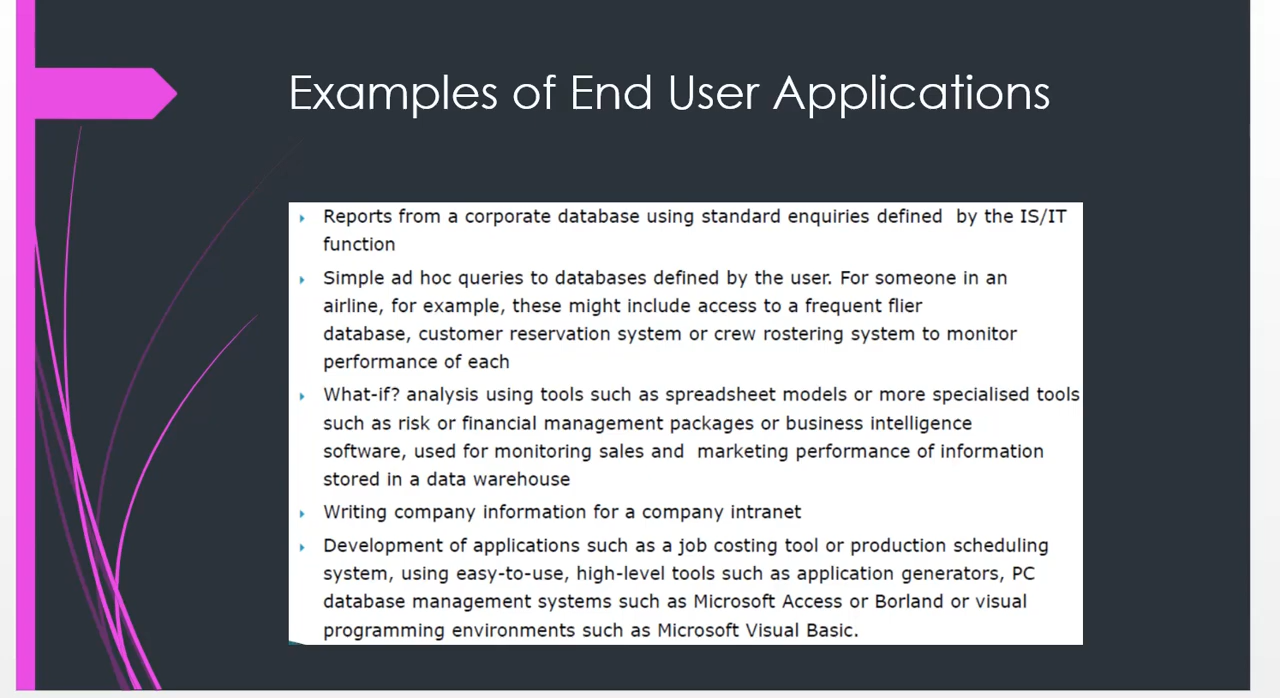 Examples of End User Applications
Reports from a corporate database using standard enquiries defined by the IS/IT
function
Simple ad hoc queries to databases defined by the user. For someone in an
airline, for example, these might include access to a frequent flier
database, customer reservation system or crew rostering system to monitor
performance of each
What-if? analysis using tools such as spreadsheet models or more specialised tools
such as risk or financial management packages or business intelligence
software, used for monitoring sales and marketing performance of information
stored in a data warehouse
Writing company information for a company intranet
Development of applications such as a job costing tool or production scheduling
system, using easy-to-use, high-level tools such as application generators, PC
database management systems such as Microsoft Access or Borland or visual
programming environments such as Microsoft Visual Basic.